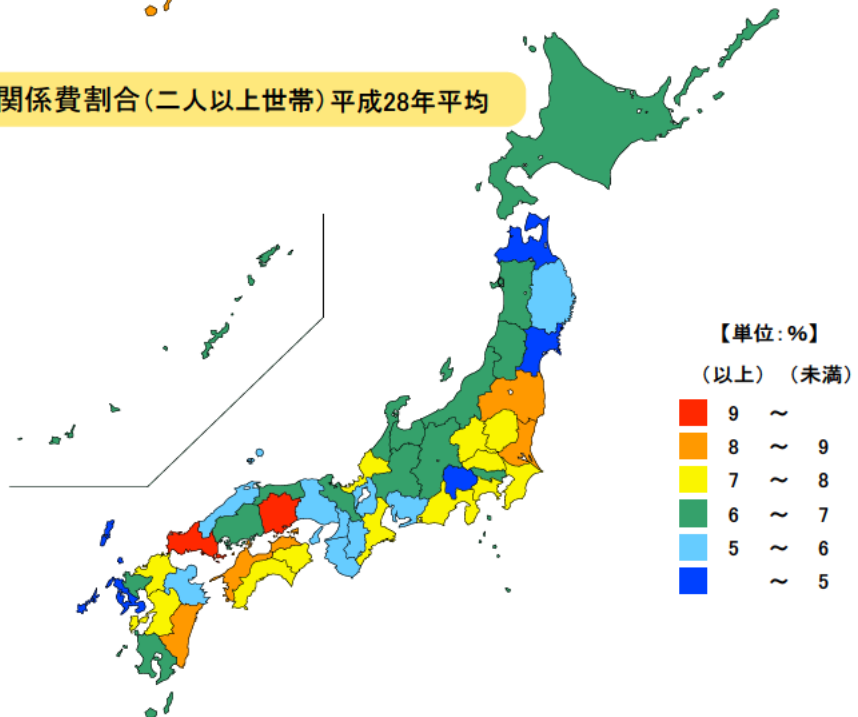 関係費割合(二人以上世帯)平成28年平均
【単位:%】
(以上) (未満)
9 ～
8 ～ 9
7 ～ 8
6 ～ 7
5 ～ 6
～ 5